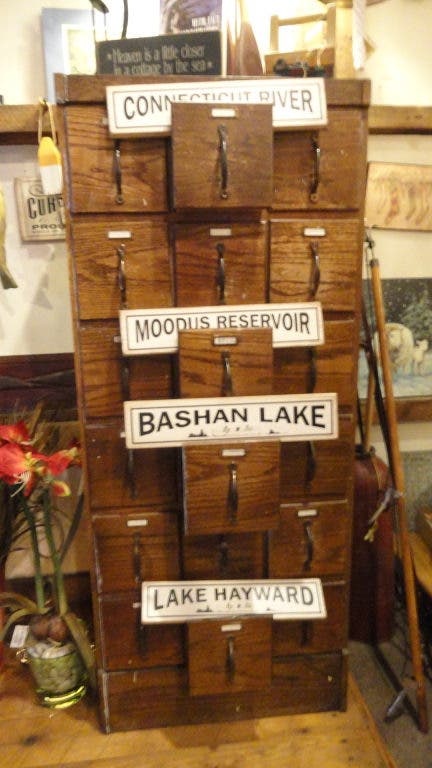 Heaven is a little closer
in a cottage by the sea
CONNECTICUT RIVER
MOODUS RESERVOIR
BASHAN LAKE
LAKE HAYWARD